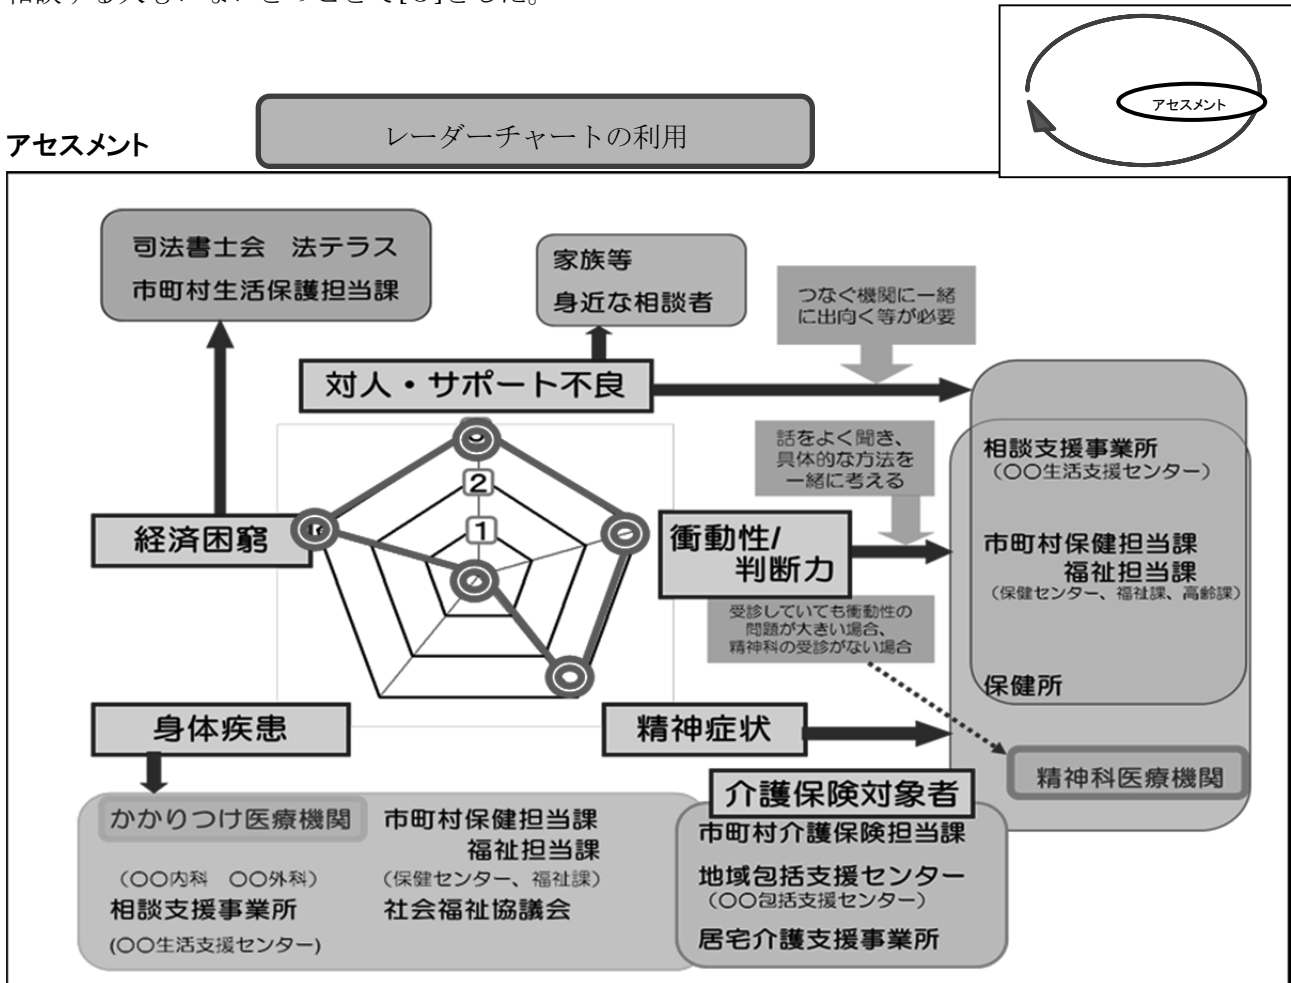 アセスメント
アセスメント
レーダーチャートの利用
司法書士会 法テラス
市町村生活保護担当課
家族等
身近な相談者
つなぐ機関に一緒
に出向く等が必要
対人・サポート不良
話をよく聞き、
具体的な方法を
一緒に考える
相談支援事業所
(〇〇生活支援センター)
2
1
経済困窮
衝動性/
判断力
市町村保健担当課
福祉担当課
(保健センター、福祉課、高齢課)
受診していても衝動性の
問題が大きい場合、
精神科の受診がない場合
保健所
身体疾患
精神症状
精神科医療機関
介護保険対象者
かかりつけ医療機関
(〇〇内科 〇〇外科)
相談支援事業所
(〇〇生活支援センター)
市町村保健担当課
福祉担当課
(保健センター、福祉課)
社会福祉協議会
市町村介護保険担当課
地域包括支援センター
(〇〇包括支援センター)
居宅介護支援事業所